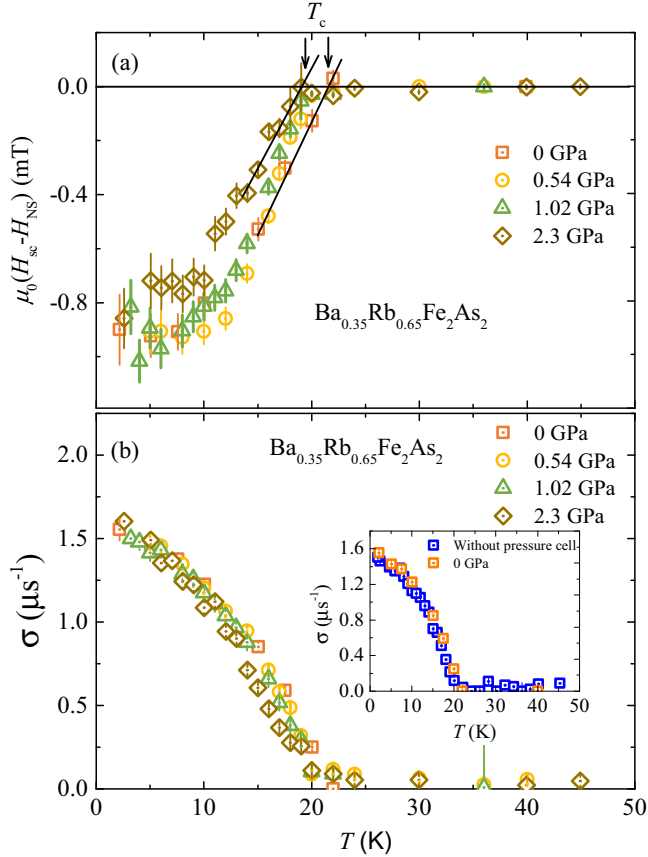 Tc
(a)
0.0
-0.4
-0.8
μ0(Hsc-HNS) (mT)
0 GPa
0.54 GPa
1.02 GPa
2.3 GPa
Ba0.35Rb0.65Fe2As2
(b)
Ba0.35Rb0.65Fe2As2
0 GPa
0.54 GPa
1.02 GPa
2.3 GPa
2.0
1.5
1.0
0.5
0.0
σ (μs-1)
Without pressure cell
0 GPa
1.6
1.2
0.8
0.4
0.0
σ (μs-1)
0 10 20 30 40 50
T (K)
0 10 20 30 40 50
T (K)